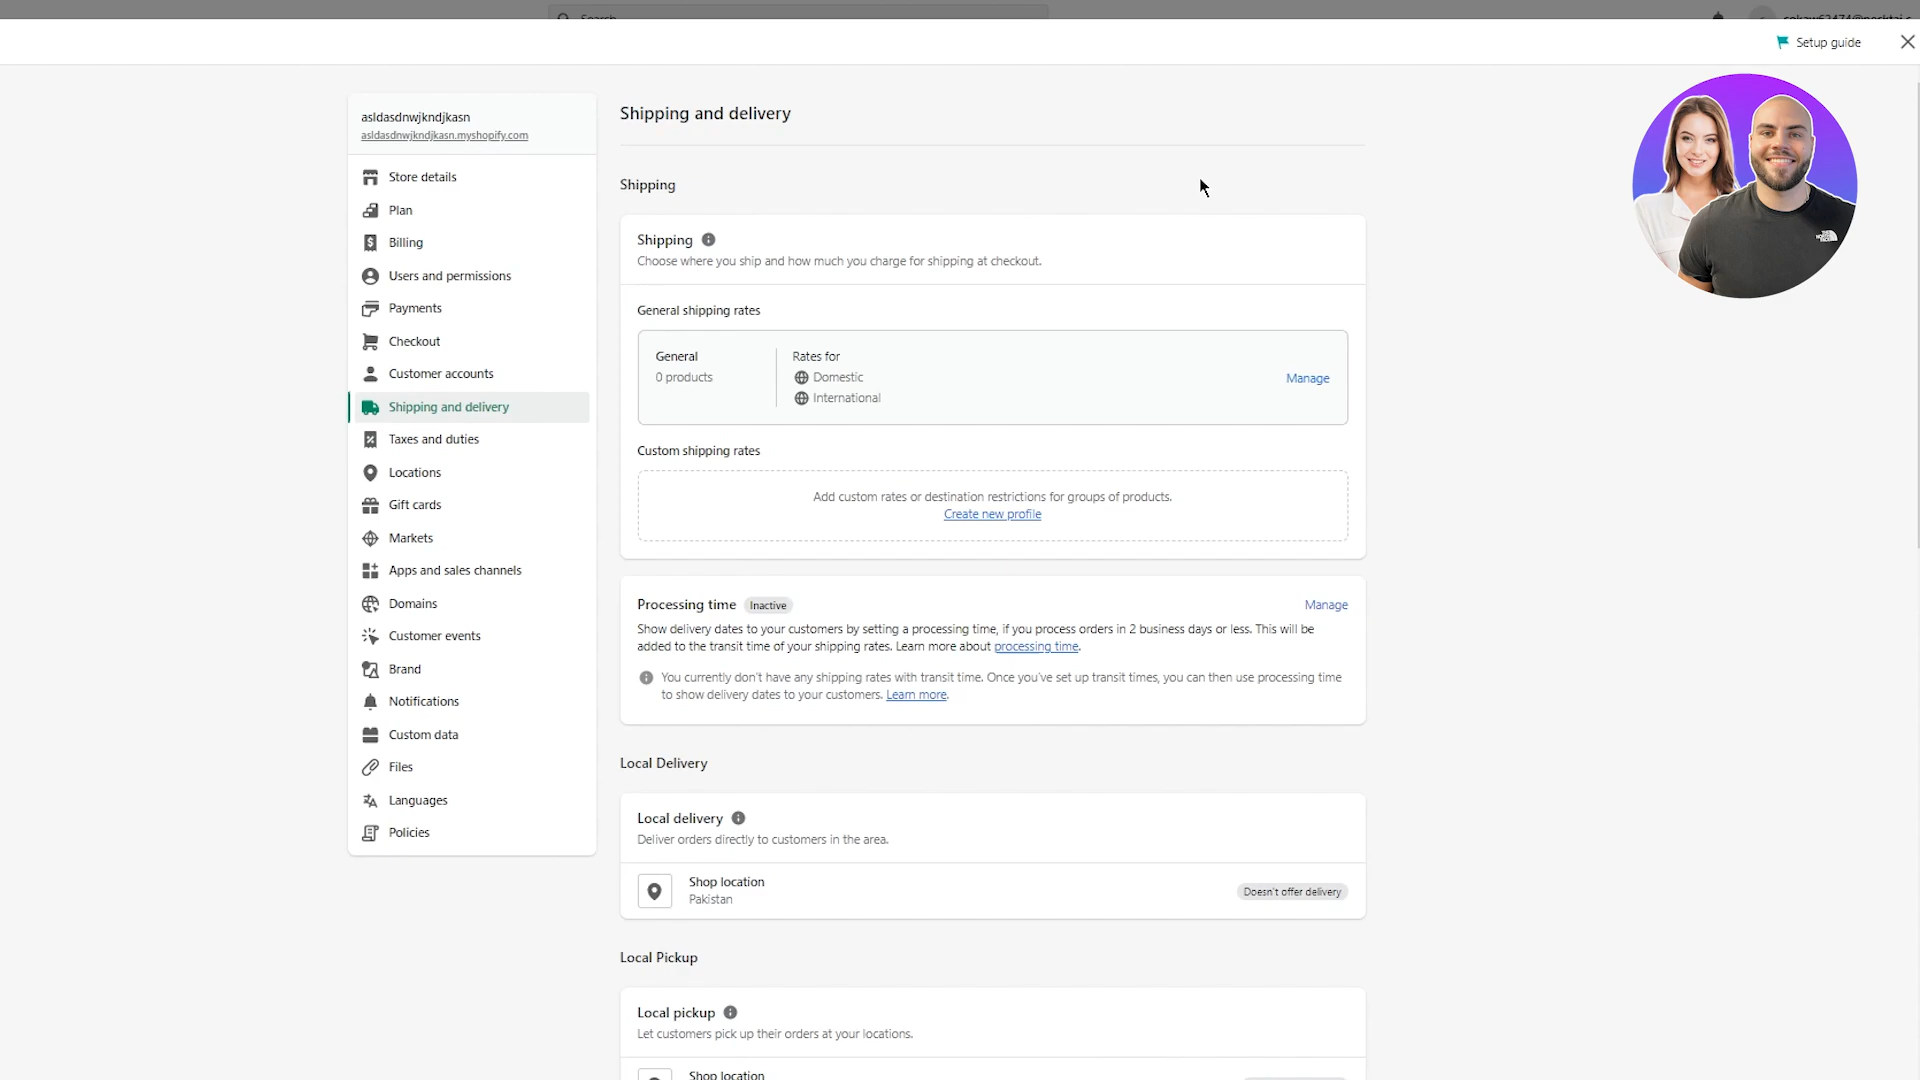 Search
Setup guide
asldasdnwjkndjkasn
asldasdnwjkndjkasn.myshopify.com
Store details
Plan
Billing
Users and permissions
Payments
Checkout
Customer accounts
Shipping and delivery
Taxes and duties
Locations
Gift cards
Markets
Apps and sales channels
Domains
Customer events
Brand
Notifications
Custom data
Files
Languages
Policies
Shipping and delivery
Shipping
Shipping
Choose where you ship and how much you charge for shipping at checkout.
General shipping rates
General
0 products
Rates for
Domestic
International
Manage
Custom shipping rates
Add custom rates or destination restrictions for groups of products.
Create new profile
Processing time Inactive
Manage
Show delivery dates to your customers by setting a processing time, if you process orders in 2 business days or less. This will be
added to the transit time of your shipping rates. Learn more about processing time.
You currently don't have any shipping rates with transit time. Once you've set up transit times, you can then use processing time
to show delivery dates to your customers. Learn more.
Local Delivery
Local delivery
Deliver orders directly to customers in the area.
Shop location
Pakistan
Doesn't offer delivery
Local Pickup
Local pickup
Let customers pick up their orders at your locations.
Shop location